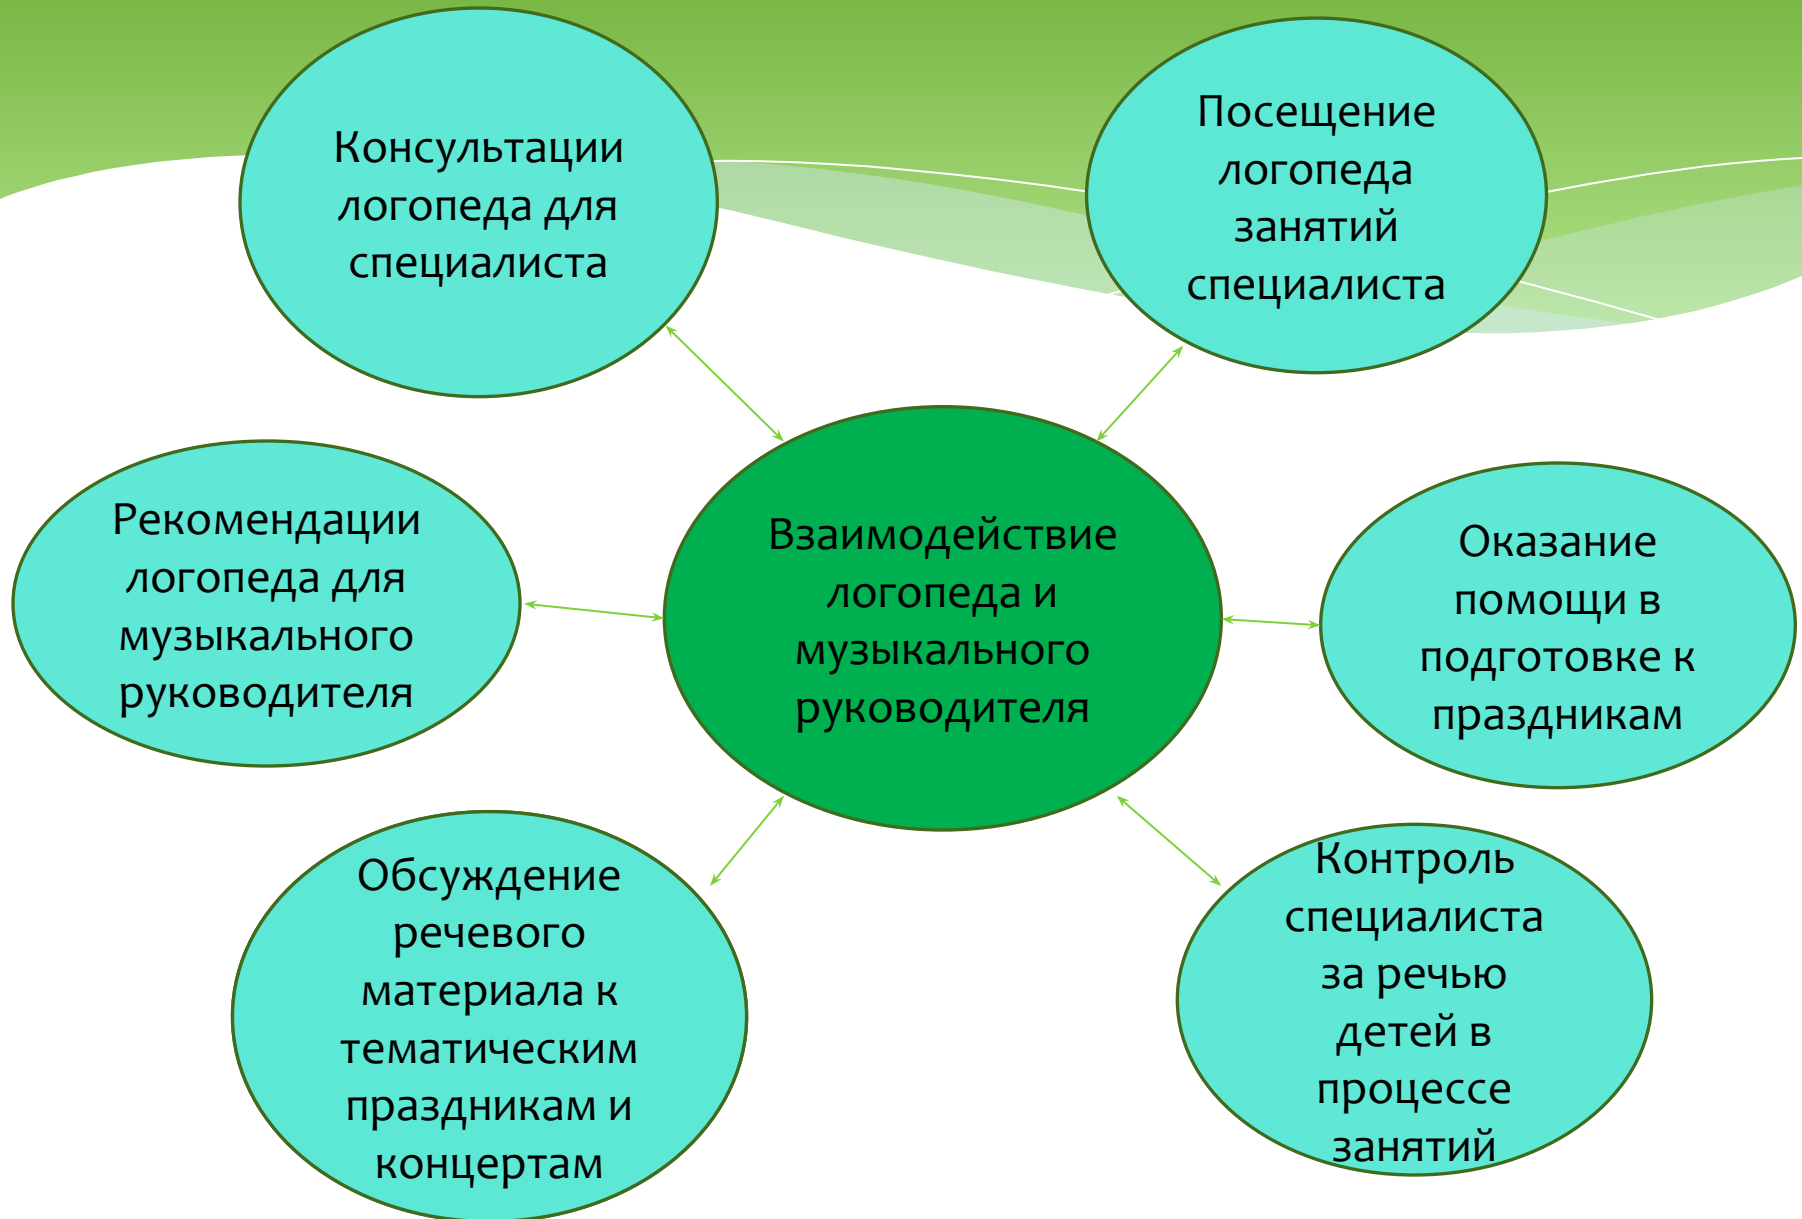 Консультации
логопеда для
специалиста
Посещение
логопеда
занятий
специалиста
Рекомендации
логопеда для
музыкального
руководителя
Взаимодействие
логопеда и
музыкального
руководителя
Оказание
помощи в
подготовке к
праздникам
Обсуждение
речевого
материала к
тематическим
праздникам и
концертам
Контроль
специалиста
за речью
детей в
процессе
занятий